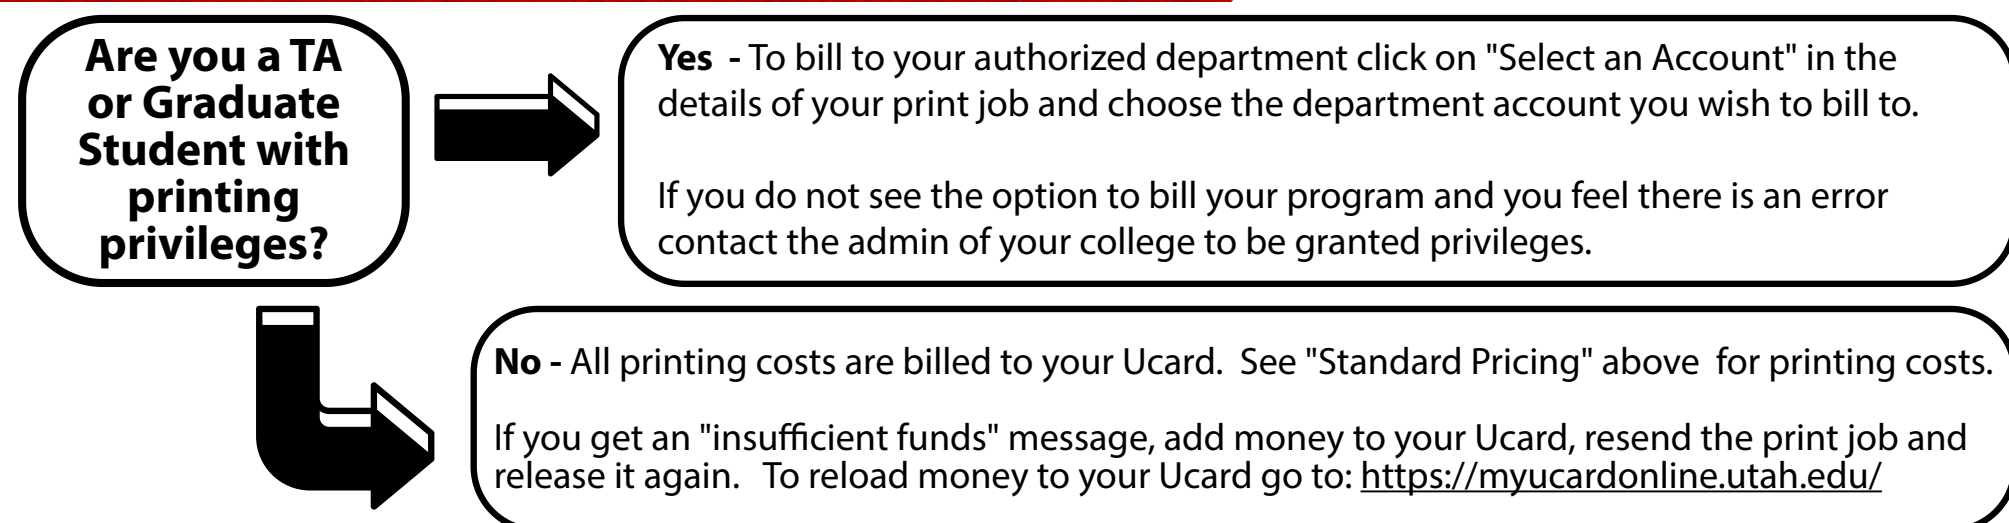 Are you a TA
or Graduate
Student with
printing
privileges?
Yes - To bill to your authorized department click on "Select an Account" in the
details of your print job and choose the department account you wish to bill to.
If you do not see the option to bill your program and you feel there is an error
contact the admin of your college to be granted privileges.
No - All printing costs are billed to your Ucard. See "Standard Pricing" above for printing costs.
If you get an "insufficient funds" message, add money to your Ucard, resend the print job and
release it again. To reload money to your Ucard go to: https://myucardonline.utah.edu/